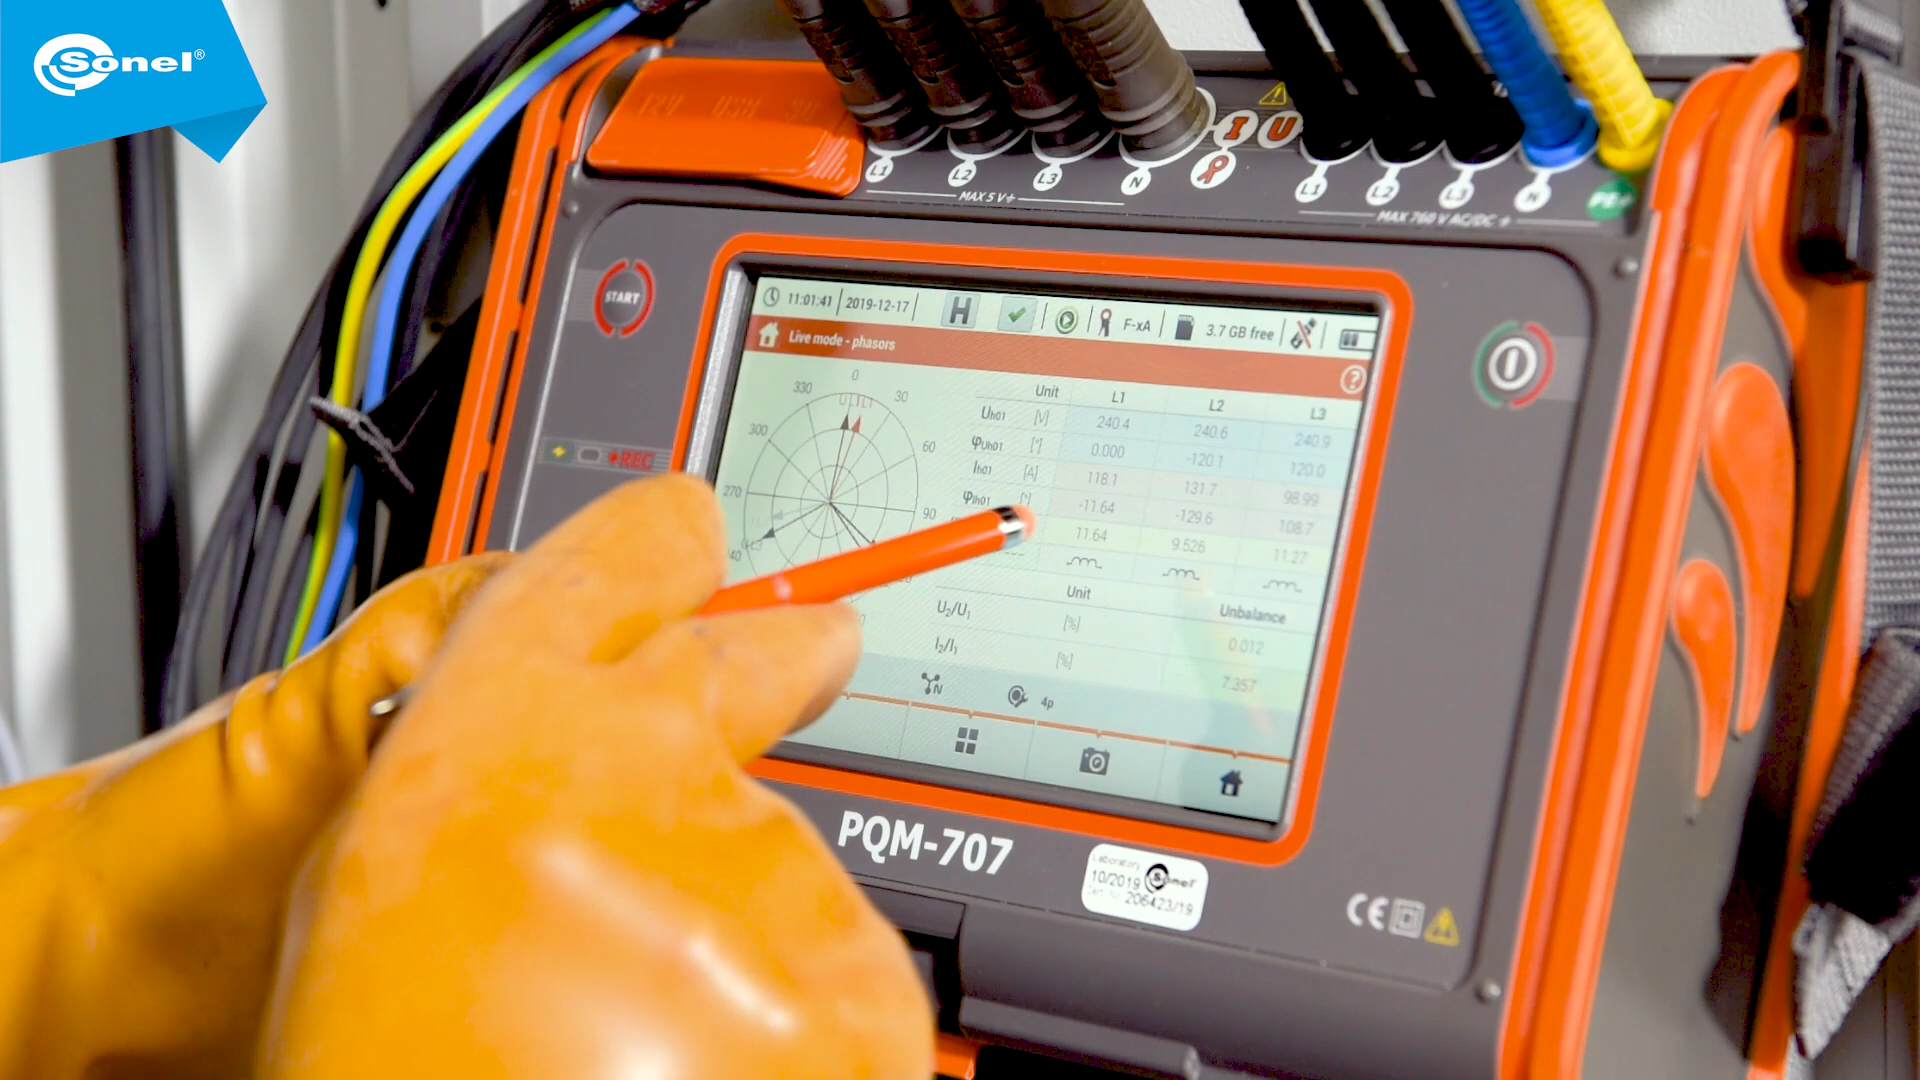 Sonel®
I U
L1 L2 L3 N
MAX 5 V
L1 L2 L3 N PE
MAX 760 V AC/DC
START
REC
11:01:41 2019-12-17 H F-xA 3.7 GB free
Live mode - phasors ?
0
330 30
300 60
270 90
Unit L1 L2 L3
Uh01 [V] 240.4 240.6 240.9
φUh01 [°] 0.000 -120.1 120.0
Ih01 [A] 118.1 131.7 98.99
φIh01 [°] -11.64 -129.6 108.7
11.64 9.526 11.27
Unit Unbalance
U₂/U₁ [%] 0.012
I₂/I₁ [%] 7.357
N 4p
PQM-707
Laboratory
10/2019 Sonel
206423/19
CE